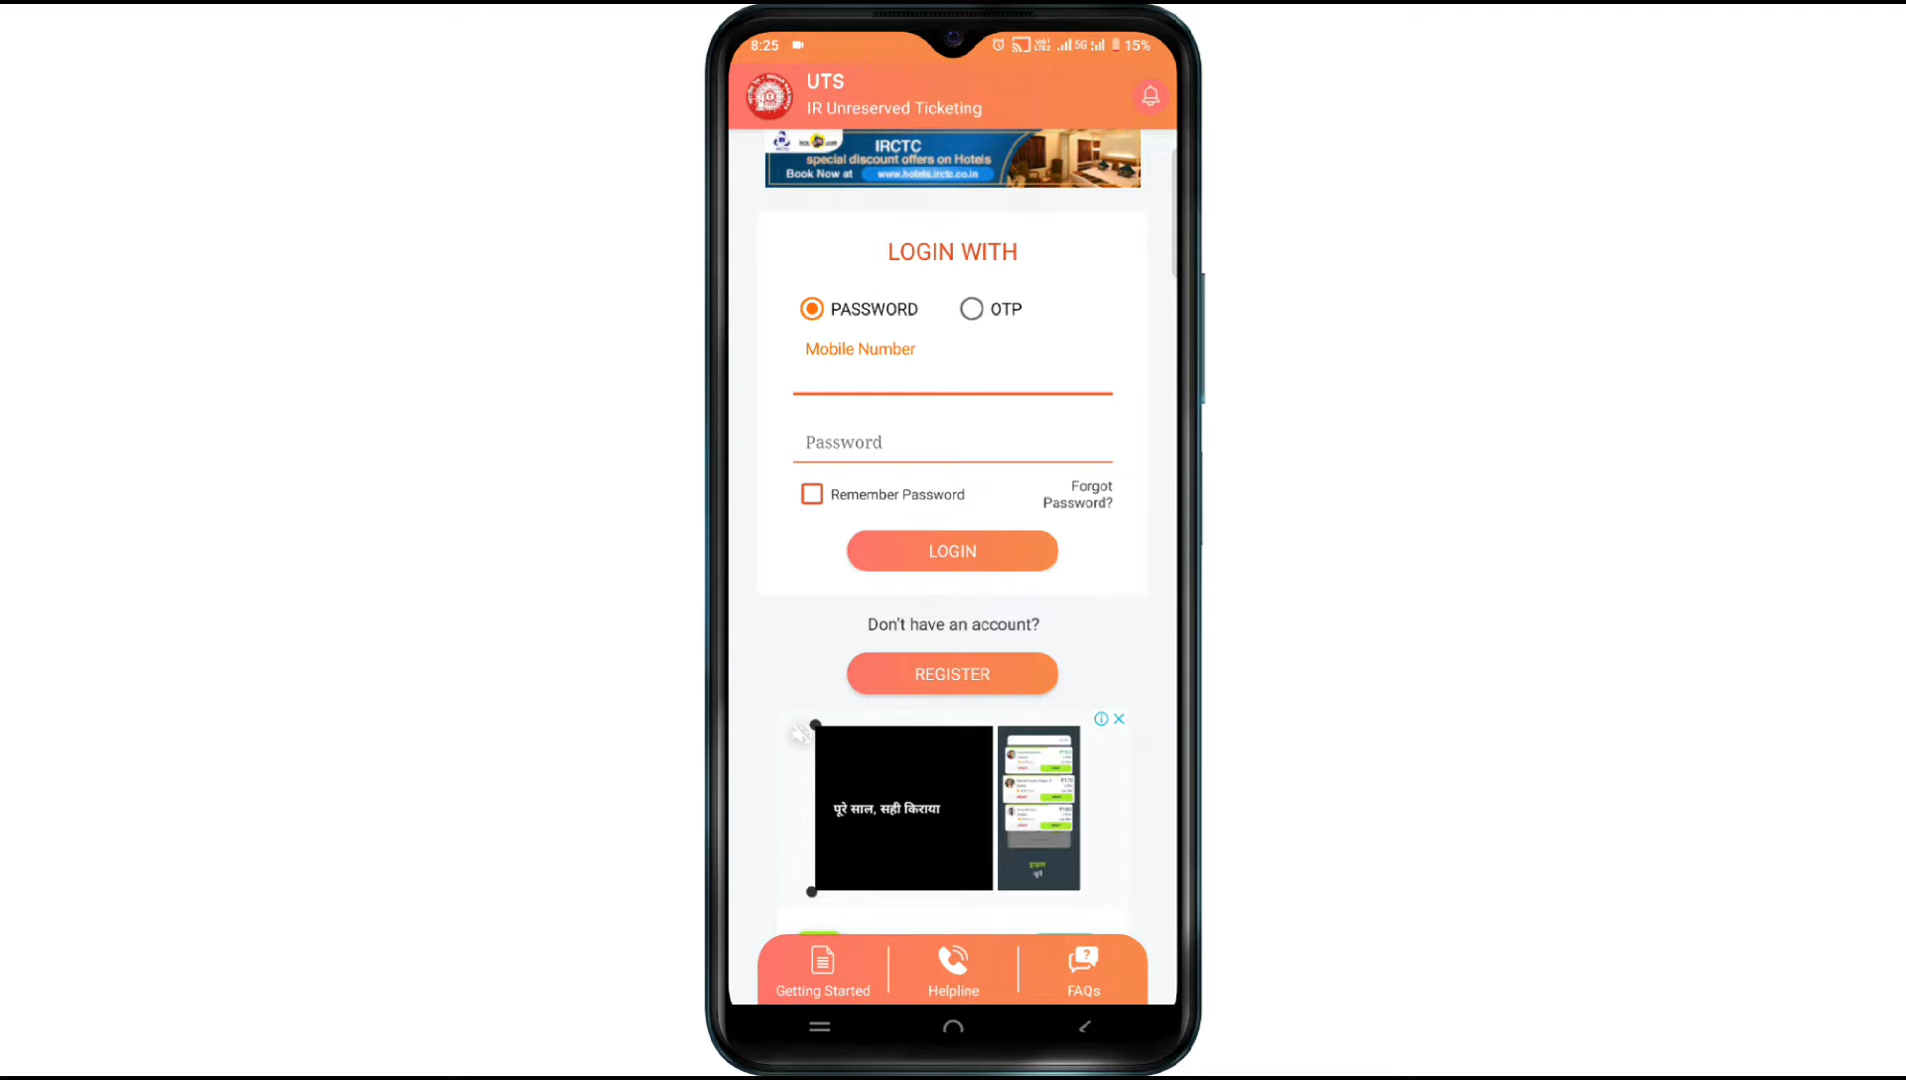 8:25
5G
15%
UTS
IR Unreserved Ticketing
IRCTC
special discount offers on Hotels
Book Now at www.hotels.irctc.co.in
LOGIN WITH
PASSWORD
OTP
Mobile Number
Password
Remember Password
Forgot
Password?
LOGIN
Don't have an account?
REGISTER
पूरे साल, सही किराया
Getting Started
Helpline
FAQs